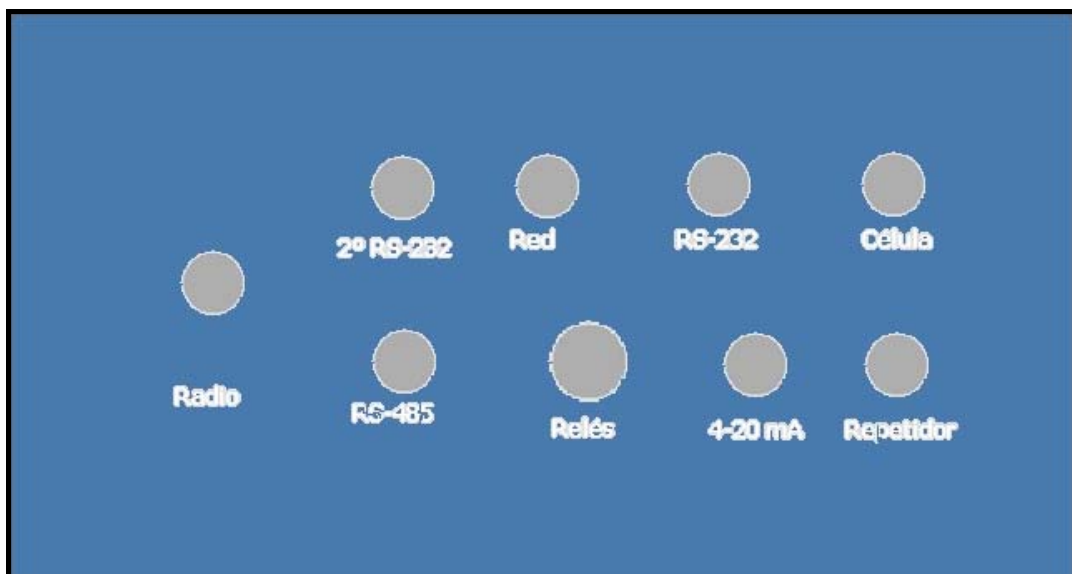 2º RS-232
Red
RS-232
Célula
Radio
RS-485
Relés
4-20 mA
Repetidor